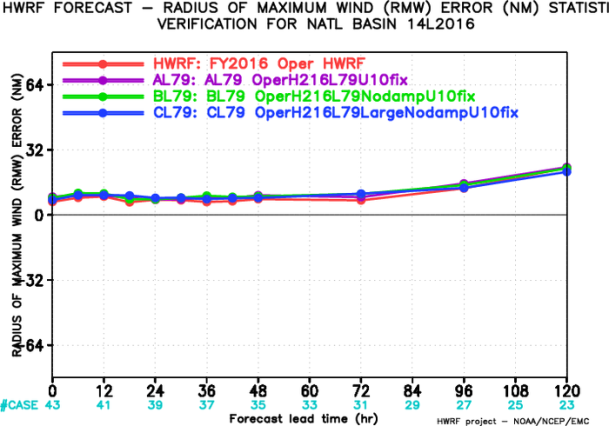 HWRF FORECAST – RADIUS OF MAXIMUM WIND (RMW) ERROR (NM) STATISTI
VERIFICATION FOR NATL BASIN 14L2016
HWRF: FY2016 Oper HWRF
AL79: AL79 OperH216L79U10fix
BL79: BL79 OperH216L79NodampU10fix
CL79: CL79 OperH216L79LargeNodampU10fix
RADIUS OF MAXIMUM WIND (RMW) ERROR (NM)
64
32
0
-32
-64
0 12 24 36 48 60 72 84 96 108 120
#CASE 43 41 39 37 35 33 31 29 27 25 23
Forecast lead time (hr)
HWRF project – NOAA/NCEP/EMC